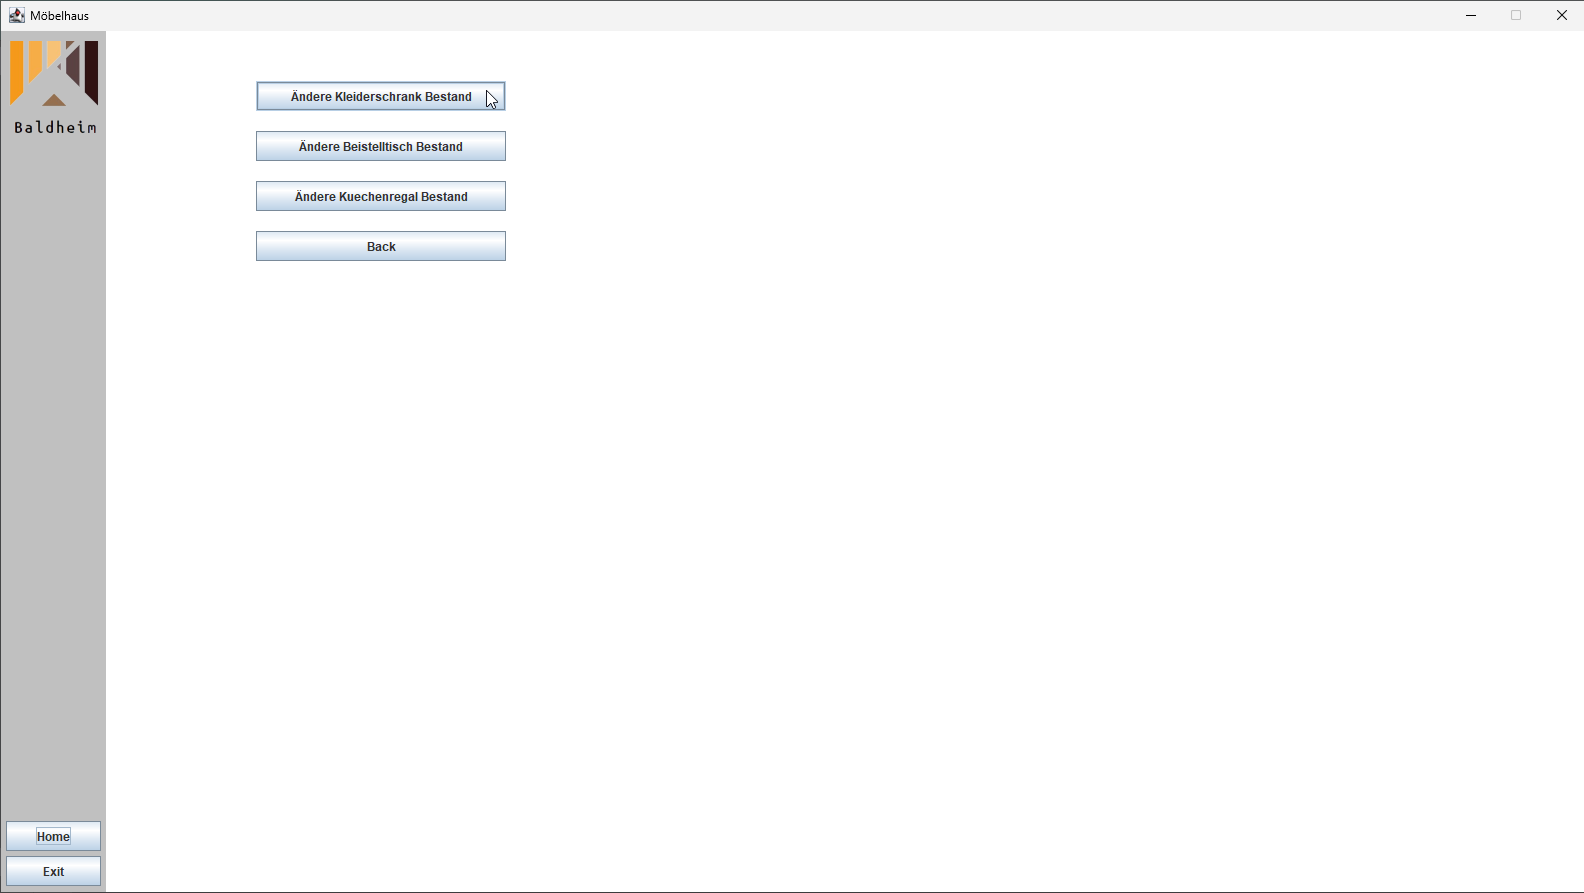 Möbelhaus
Baldheim
Ändere Kleiderschrank Bestand
Ändere Beistelltisch Bestand
Ändere Kuechenregal Bestand
Back
Home
Exit